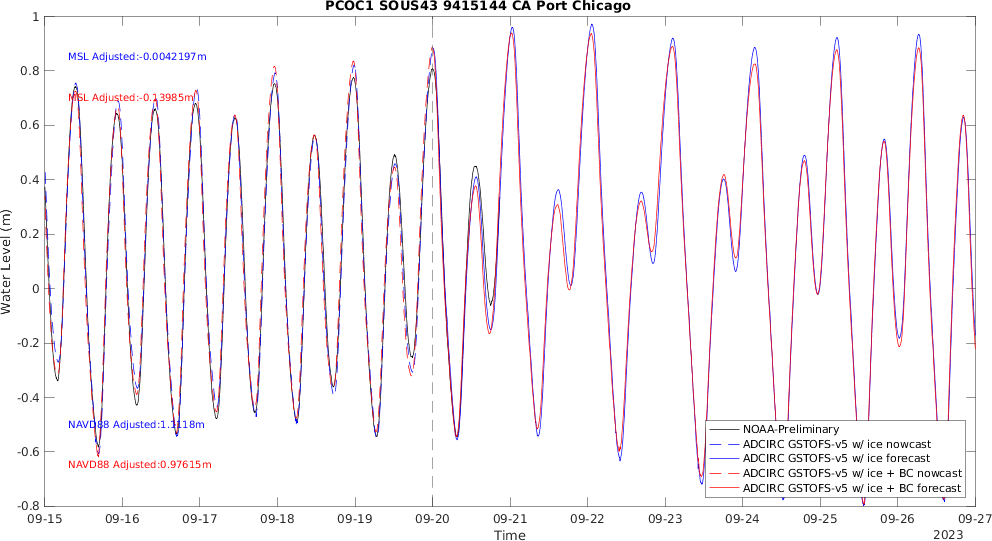 PCOC1 SOUS43 9415144 CA Port Chicago
1
0.8
0.6
0.4
0.2
0
-0.2
-0.4
-0.6
-0.8
Water Level (m)
MSL Adjusted:-0.0042197m
MSL Adjusted:-0.13985m
NAVD88 Adjusted:1.1118m
NAVD88 Adjusted:0.97615m
NOAA-Preliminary
ADCIRC GSTOFS-v5 w/ ice nowcast
ADCIRC GSTOFS-v5 w/ ice forecast
ADCIRC GSTOFS-v5 w/ ice + BC nowcast
ADCIRC GSTOFS-v5 w/ ice + BC forecast
09-15 09-16 09-17 09-18 09-19 09-20 09-21 09-22 09-23 09-24 09-25 09-26 09-27
Time
2023